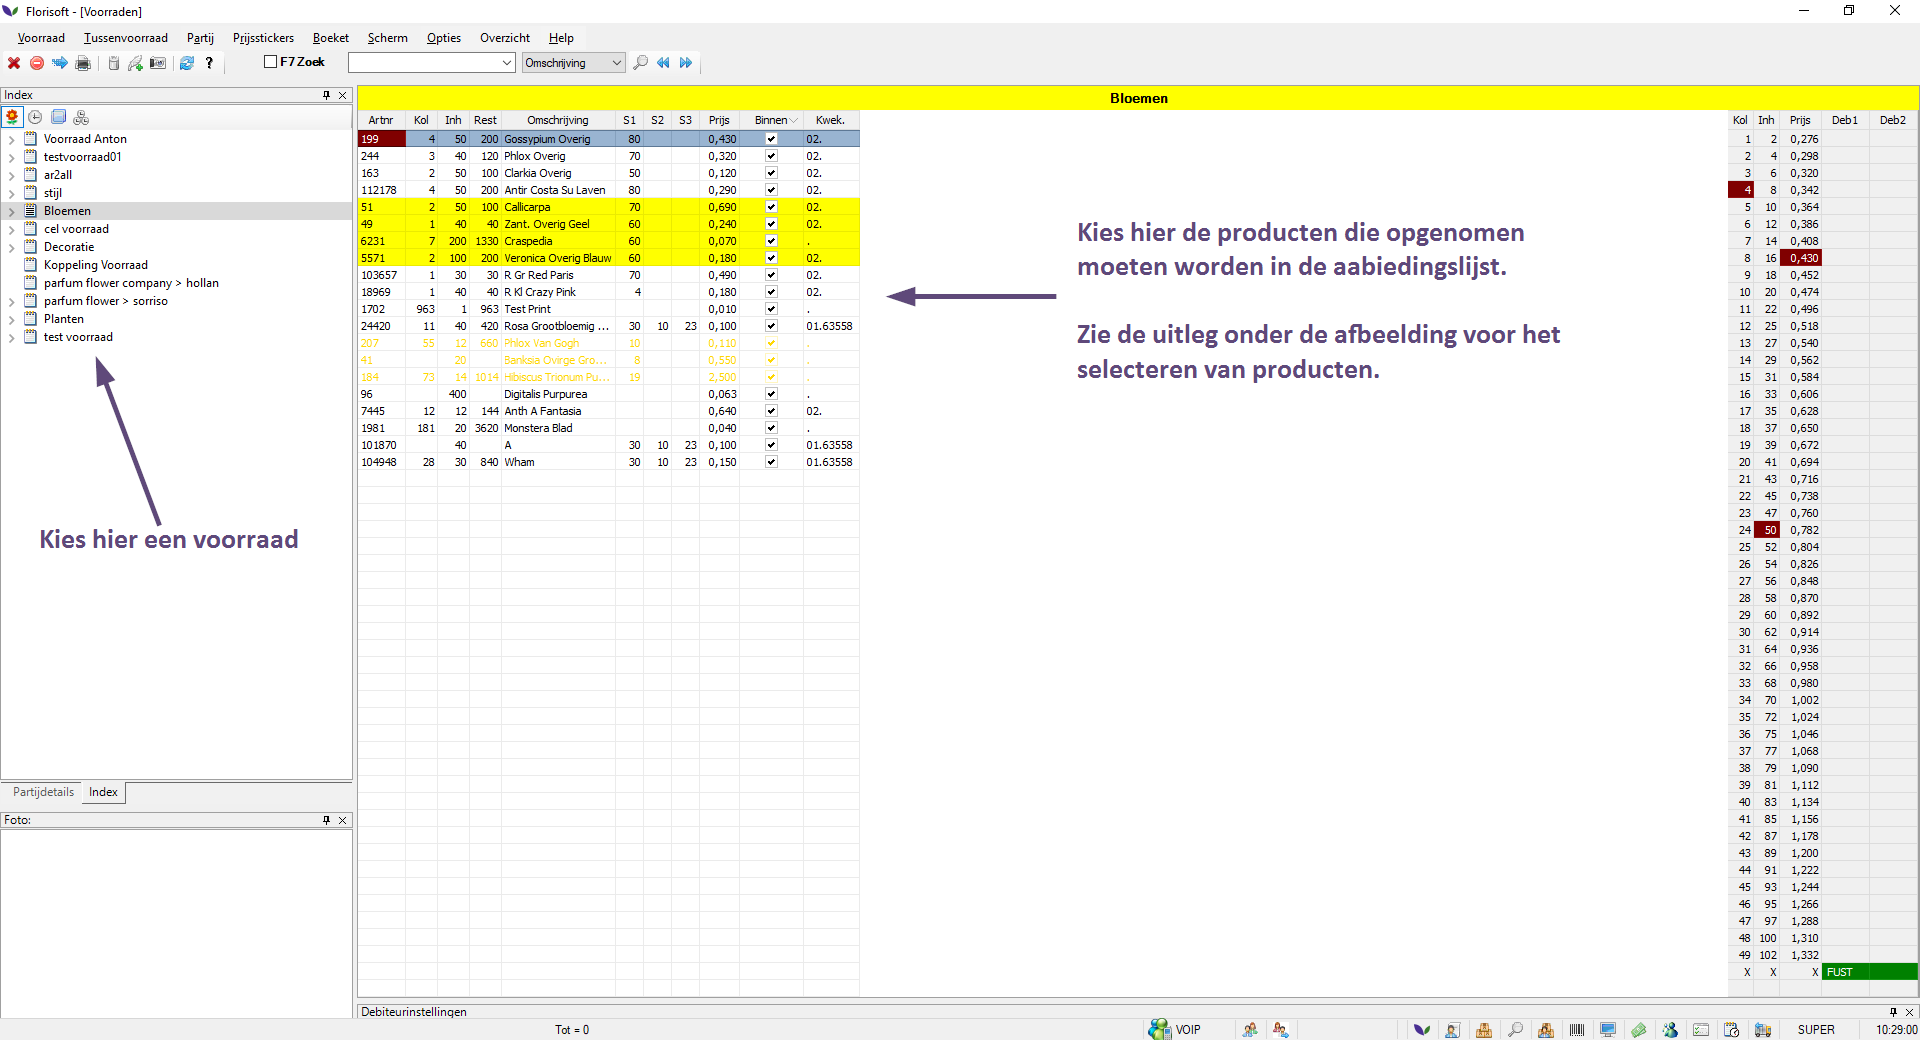 Florisoft - [Voorraden]
Voorraad Tussenvoorraad Partij Prijsstickers Boeket Scherm Opties Overzicht Help
F7 Zoek Omschrijving
Index
Voorraad Anton
testvoorraad01
ar2all
stijl
Bloemen
cel voorraad
Decoratie
Koppeling Voorraad
parfum flower company > hollan
parfum flower > sorriso
Planten
test voorraad
Kies hier een voorraad
Partijdetails Index
Foto:
Bloemen
Artnr Kol Inh Rest Omschrijving S1 S2 S3 Prijs Binnen Kwek.
199 4 50 200 Gossypium Overig 80 0,430 02.
244 3 40 120 Phlox Overig 70 0,320 02.
163 2 50 100 Clarkia Overig 50 0,120 02.
112178 4 50 200 Antir Costa Su Laven 80 0,290 02.
51 2 50 100 Callicarpa 70 0,690 02.
49 1 40 40 Zant. Overig Geel 60 0,240 02.
6231 7 200 1330 Craspedia 60 0,070 .
5571 2 100 200 Veronica Overig Blauw 60 0,180 02.
103657 1 30 30 R Gr Red Paris 70 0,490 02.
18969 1 40 40 R Kl Crazy Pink 4 0,180 02.
1702 963 1 963 Test Print 0,010 .
24420 11 40 420 Rosa Grootbloemig ... 30 10 23 0,100 01.63558
207 55 12 660 Phlox Van Gogh 10 0,110 .
41 20 Banksia Ovirge Gro... 8 0,550 .
184 73 14 1014 Hibiscus Trionum Pu... 19 2,500 .
96 400 Digitalis Purpurea 0,063 .
7445 12 12 144 Anth A Fantasia 0,640 02.
1981 181 20 3620 Monstera Blad 0,040 .
101870 40 A 30 10 23 0,100 01.63558
104948 28 30 840 Wham 30 10 23 0,150 01.63558
Kies hier de producten die opgenomen
moeten worden in de aabiedingslijst.
Zie de uitleg onder de afbeelding voor het
selecteren van producten.
Kol Inh Prijs Deb1 Deb2
1 2 0,276
2 4 0,298
3 6 0,320
4 8 0,342
5 10 0,364
6 12 0,386
7 14 0,408
8 16 0,430
9 18 0,452
10 20 0,474
11 22 0,496
12 25 0,518
13 27 0,540
14 29 0,562
15 31 0,584
16 33 0,606
17 35 0,628
18 37 0,650
19 39 0,672
20 41 0,694
21 43 0,716
22 45 0,738
23 47 0,760
24 50 0,782
25 52 0,804
26 54 0,826
27 56 0,848
28 58 0,870
29 60 0,892
30 62 0,914
31 64 0,936
32 66 0,958
33 68 0,980
34 70 1,002
35 72 1,024
36 75 1,046
37 77 1,068
38 79 1,090
39 81 1,112
40 83 1,134
41 85 1,156
42 87 1,178
43 89 1,200
44 91 1,222
45 93 1,244
46 95 1,266
47 97 1,288
48 100 1,310
49 102 1,332
X X X FUST
Debiteurinstellingen
Tot = 0 VOIP SUPER 10:29:00